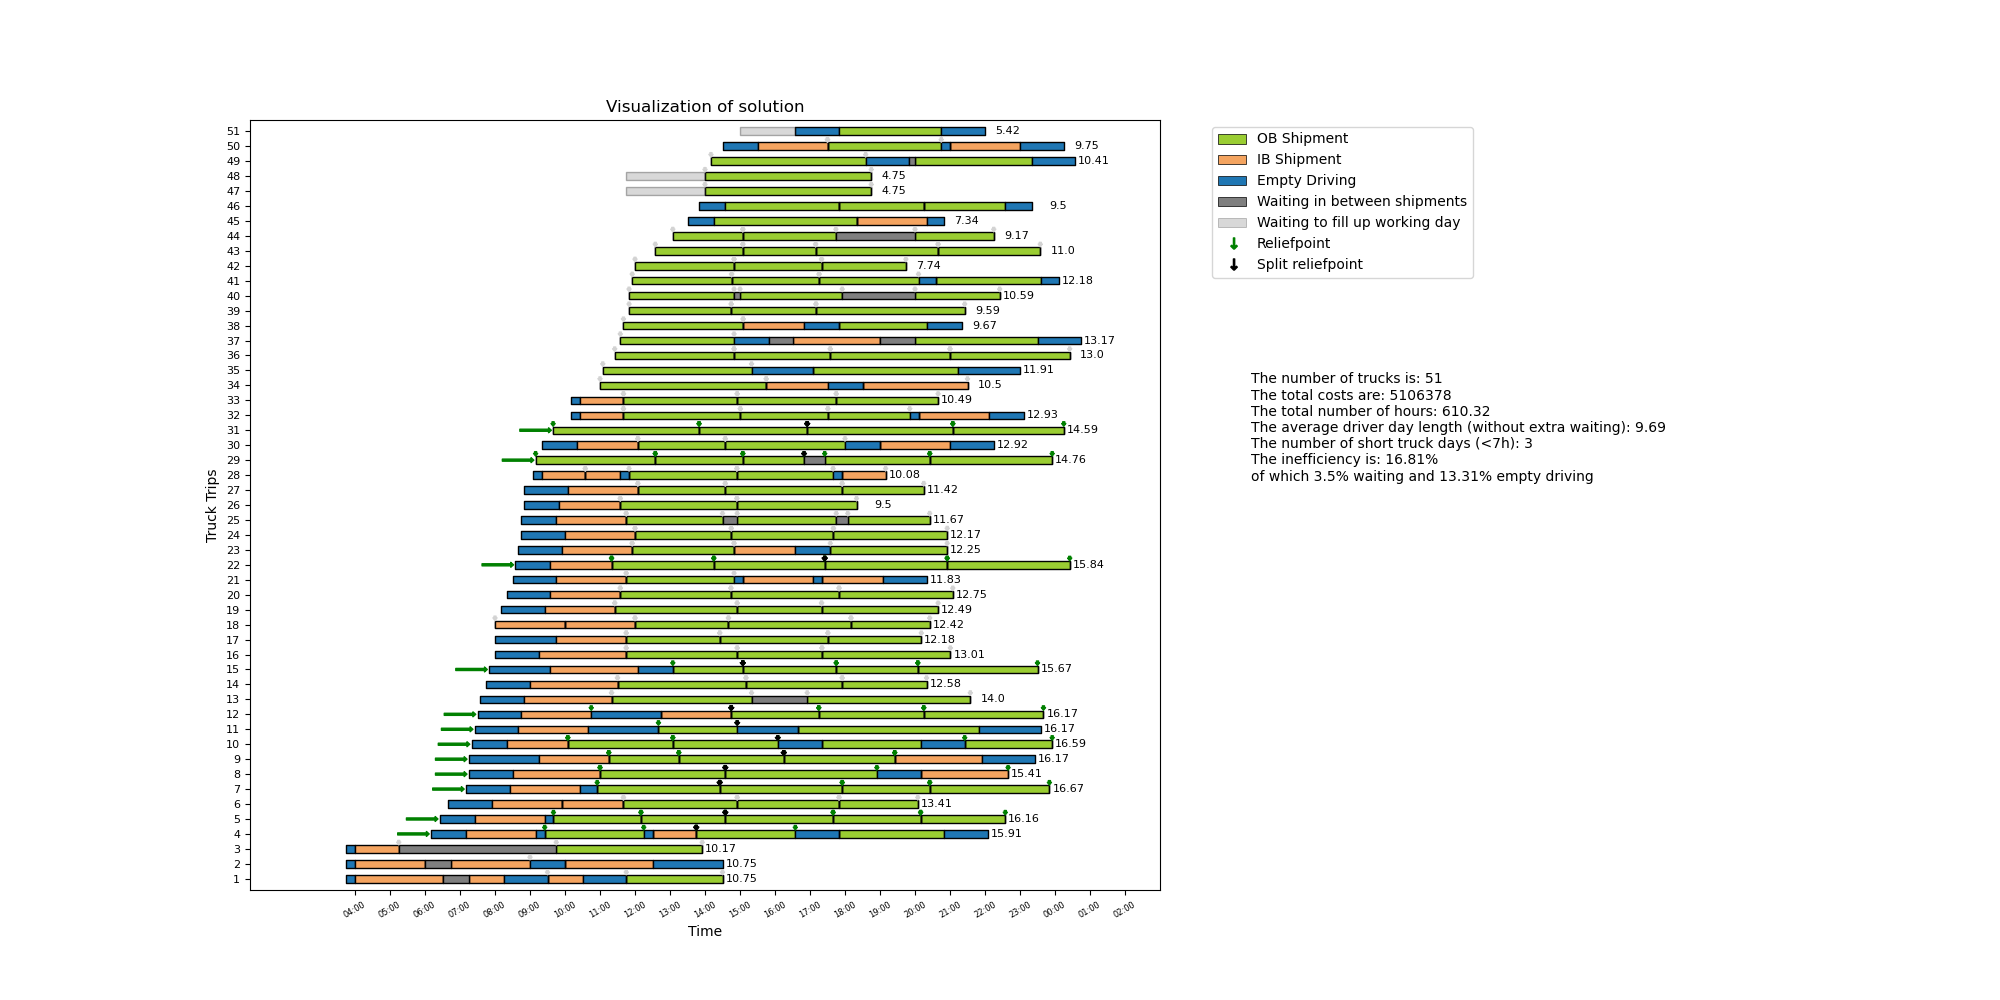 Visualization of solution
51 5.42
50 9.75
49 10.41
48 4.75
47 4.75
46 9.5
45 7.34
44 9.17
43 11.0
42 7.74
41 12.18
40 10.59
39 9.59
38 9.67
37 13.17
36 13.0
35 11.91
34 10.5
33 10.49
32 12.93
31 14.59
30 12.92
29 14.76
28 10.08
27 11.42
26 9.5
25 11.67
24 12.17
23 12.25
22 15.84
21 11.83
20 12.75
19 12.49
18 12.42
17 12.18
16 13.01
15 15.67
14 12.58
13 14.0
12 16.17
11 16.17
10 16.59
9 16.17
8 15.41
7 16.67
6 13.41
5 16.16
4 15.91
3 10.17
2 10.75
1 10.75
Truck Trips
04:00 05:00 06:00 07:00 08:00 09:00 10:00 11:00 12:00 13:00 14:00 15:00 16:00 17:00 18:00 19:00 20:00 21:00 22:00 23:00 00:00 01:00 02:00
Time
OB Shipment
IB Shipment
Empty Driving
Waiting in between shipments
Waiting to fill up working day
Reliefpoint
Split reliefpoint
The number of trucks is: 51
The total costs are: 5106378
The total number of hours: 610.32
The average driver day length (without extra waiting): 9.69
The number of short truck days (<7h): 3
The inefficiency is: 16.81%
of which 3.5% waiting and 13.31% empty driving